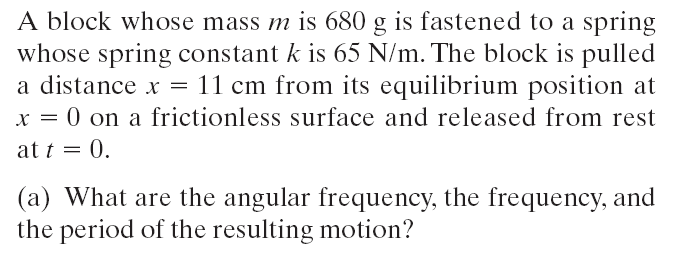 A block whose mass m is 680 g is fastened to a spring
whose spring constant k is 65 N/m. The block is pulled
a distance x = 11 cm from its equilibrium position at
x = 0 on a frictionless surface and released from rest
at t = 0.
(a) What are the angular frequency, the frequency, and
the period of the resulting motion?